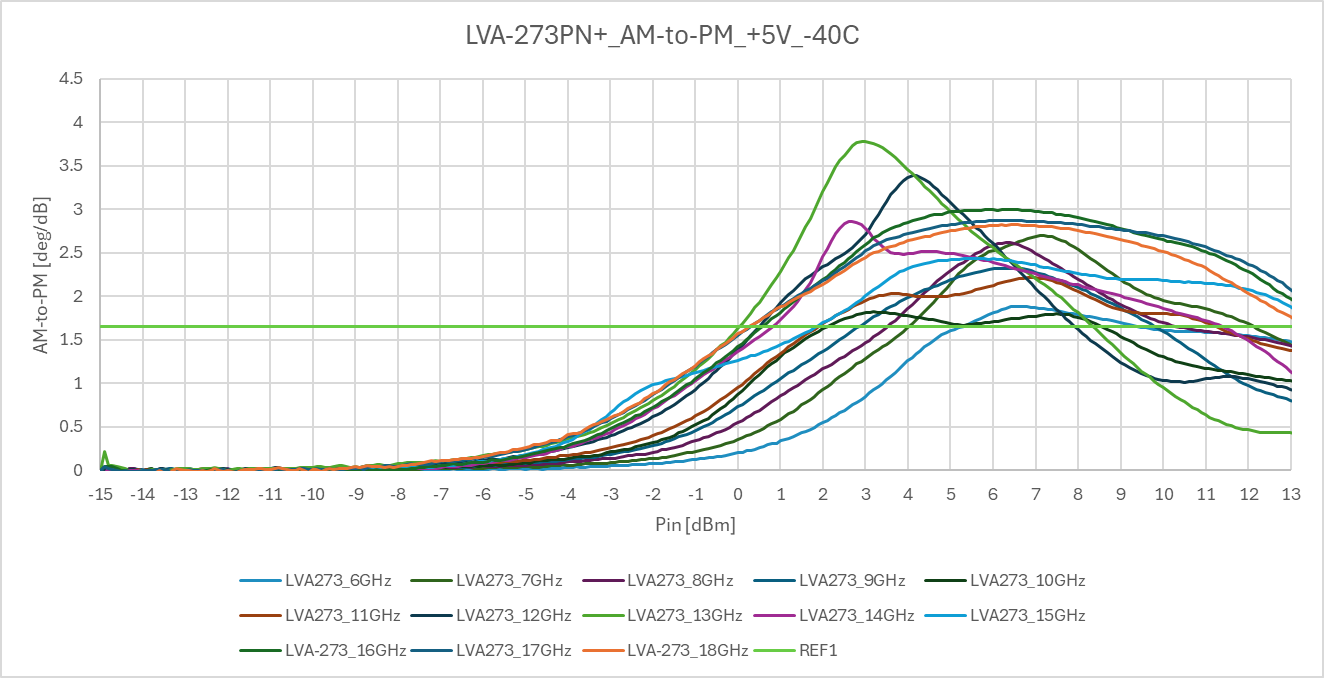 LVA-273PN+_AM-to-PM_+5V_-40C
4.5
4
3.5
3
2.5
2
1.5
1
0.5
0
AM-to-PM [deg/dB]
-15 -14 -13 -12 -11 -10 -9 -8 -7 -6 -5 -4 -3 -2 -1 0 1 2 3 4 5 6 7 8 9 10 11 12 13
Pin [dBm]
LVA273_6GHz LVA273_7GHz LVA273_8GHz LVA273_9GHz LVA273_10GHz
LVA273_11GHz LVA273_12GHz LVA273_13GHz LVA273_14GHz LVA273_15GHz
LVA-273_16GHz LVA273_17GHz LVA-273_18GHz REF1